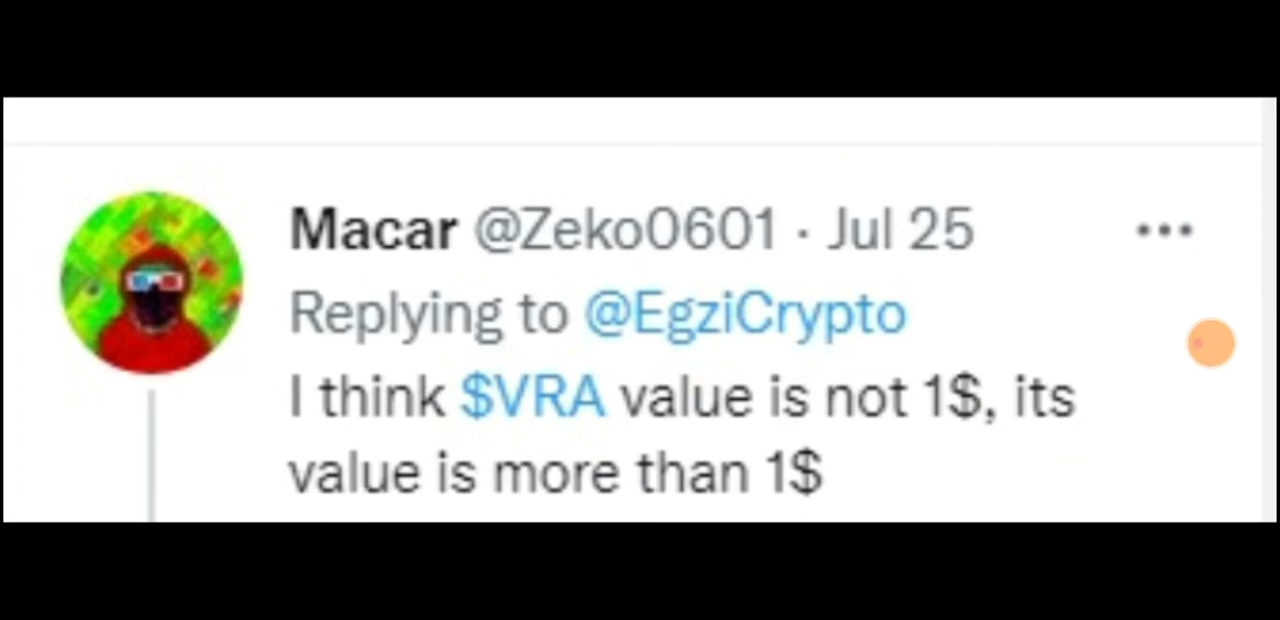 Macar @Zeko0601 · Jul 25
Replying to @EgziCrypto
I think $VRA value is not 1$, its
value is more than 1$